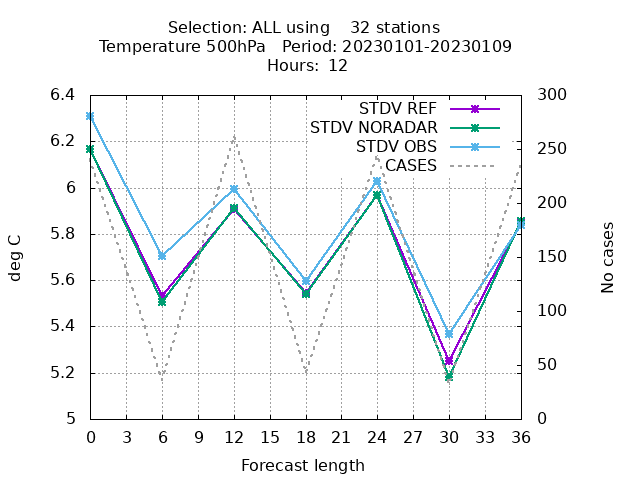 Selection: ALL using    32 stations
Temperature 500hPa   Period: 20230101-20230109
Hours:  12
6.4
6.2
6
5.8
5.6
5.4
5.2
5
deg C
STDV REF
STDV NORADAR
STDV OBS
CASES
300
250
200
150
100
50
0
No cases
0 3 6 9 12 15 18 21 24 27 30 33 36
Forecast length